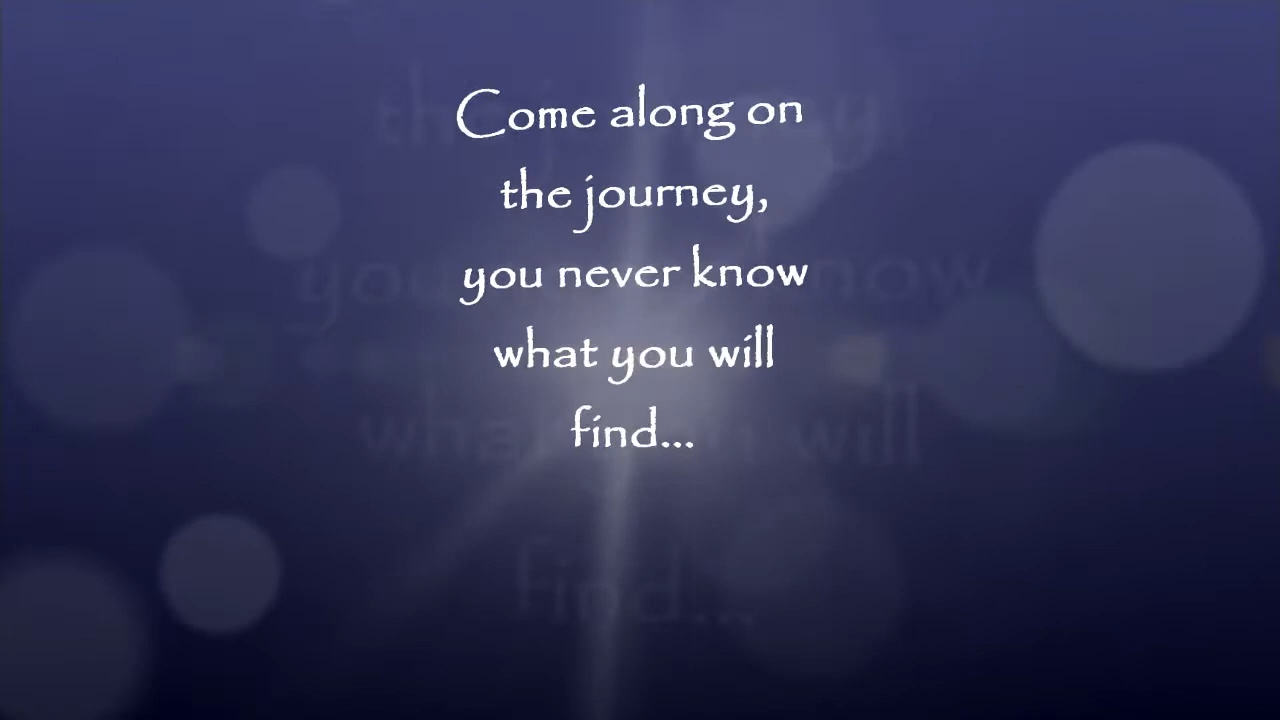 Come along on
the journey,
you never know
what you will
find...